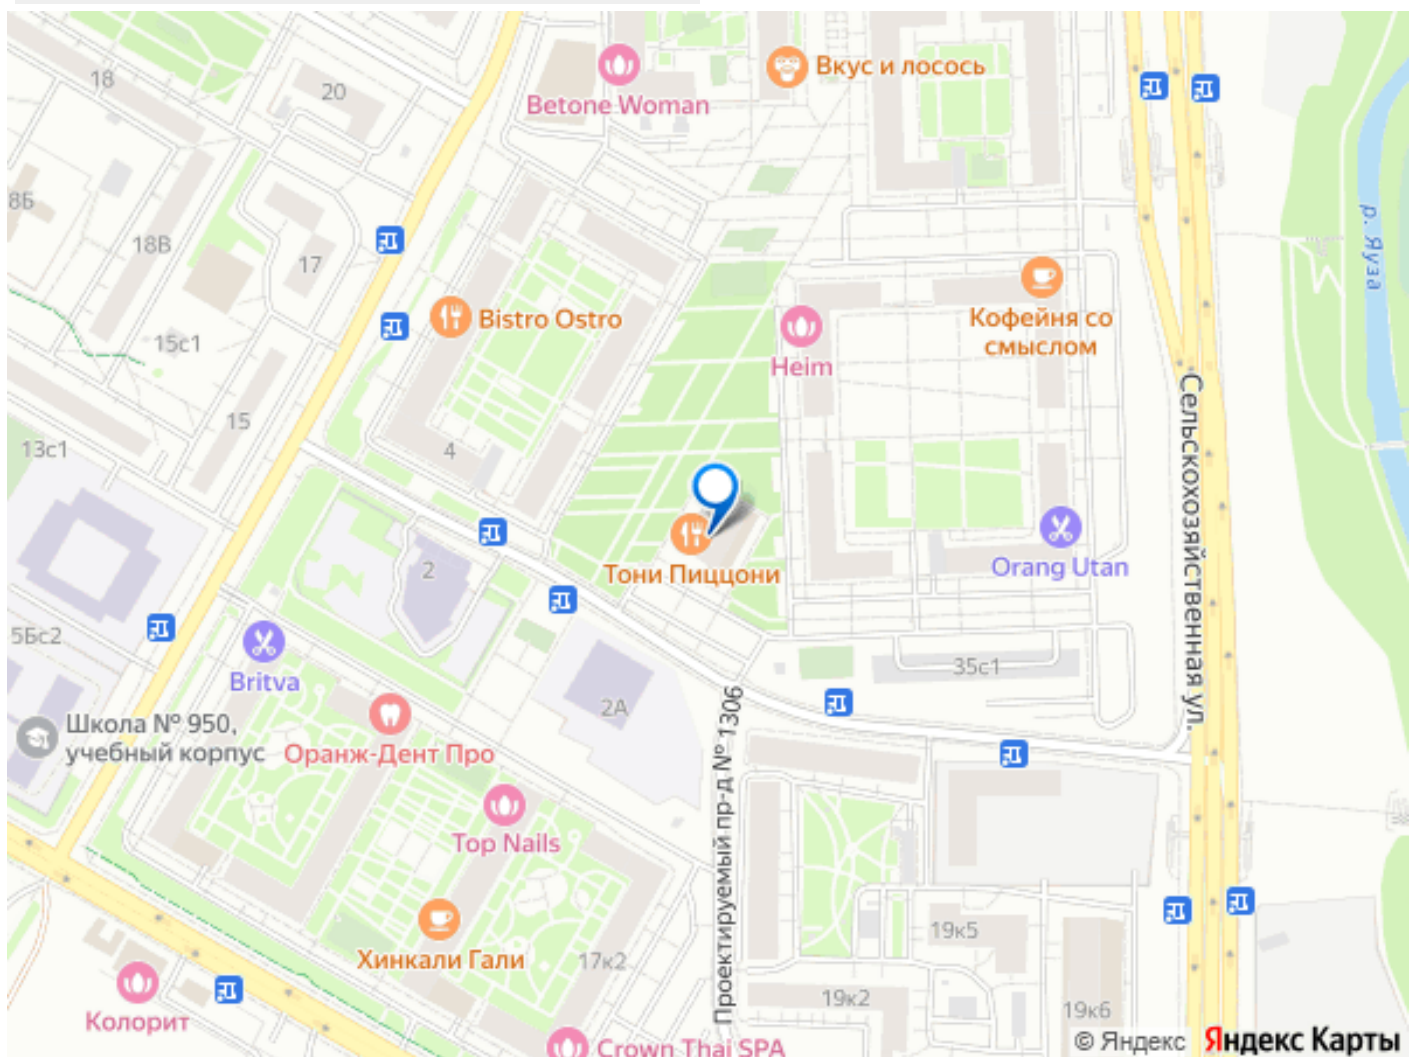 18
20
Betone Woman
Вкус и лосось
8Б
18В
17
р. Яуза
Bistro Ostro
Кофейня со
смыслом
Heim
15с1
15
13с1
4
Сельскохозяйственная ул.
2
Тони Пиццони
Orang Utan
5Бс2
Britva
35с1
2А
Школа № 950,
учебный корпус
Оранж-Дент Про
Проектируемый пр-д № 1306
Top Nails
Хинкали Гали
17к2
19к5
19к2
19к6
Колорит
Crown Thai SPA
© Яндекс Яндекс Карты